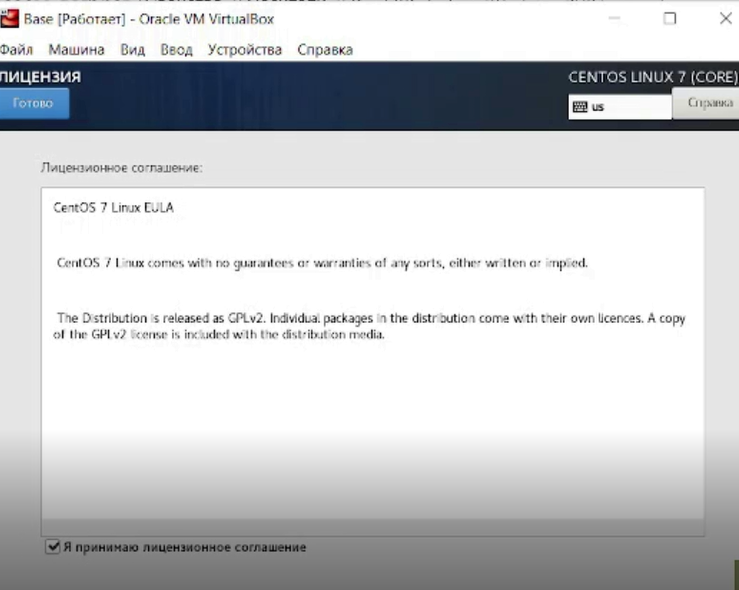 Base [Работает] - Oracle VM VirtualBox
Файл Машина Вид Ввод Устройства Справка
ЛИЦЕНЗИЯ
CENTOS LINUX 7 (CORE)
Готово
us
Справка
Лицензионное соглашение:
CentOS 7 Linux EULA
CentOS 7 Linux comes with no guarantees or warranties of any sorts, either written or implied.
The Distribution is released as GPLv2. Individual packages in the distribution come with their own licences. A copy
of the GPLv2 license is included with the distribution media.
Я принимаю лицензионное соглашение